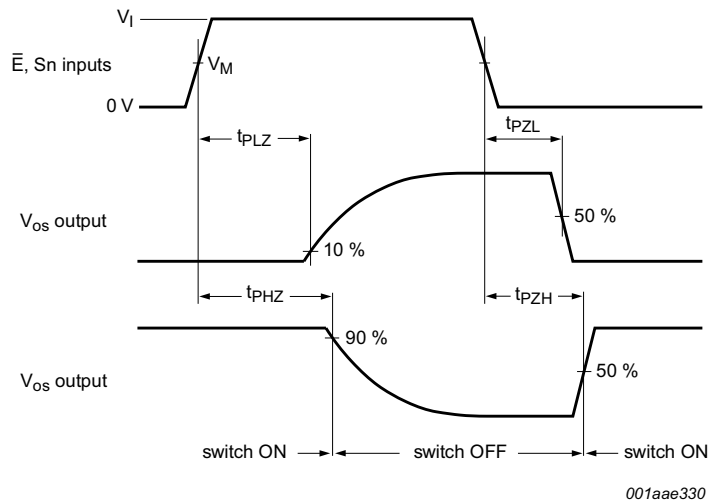 V_I
E̅, Sn inputs
V_M
0 V
t_PLZ
t_PZL
V_os output
50 %
10 %
t_PHZ
t_PZH
90 %
V_os output
50 %
switch ON
switch OFF
switch ON
001aae330